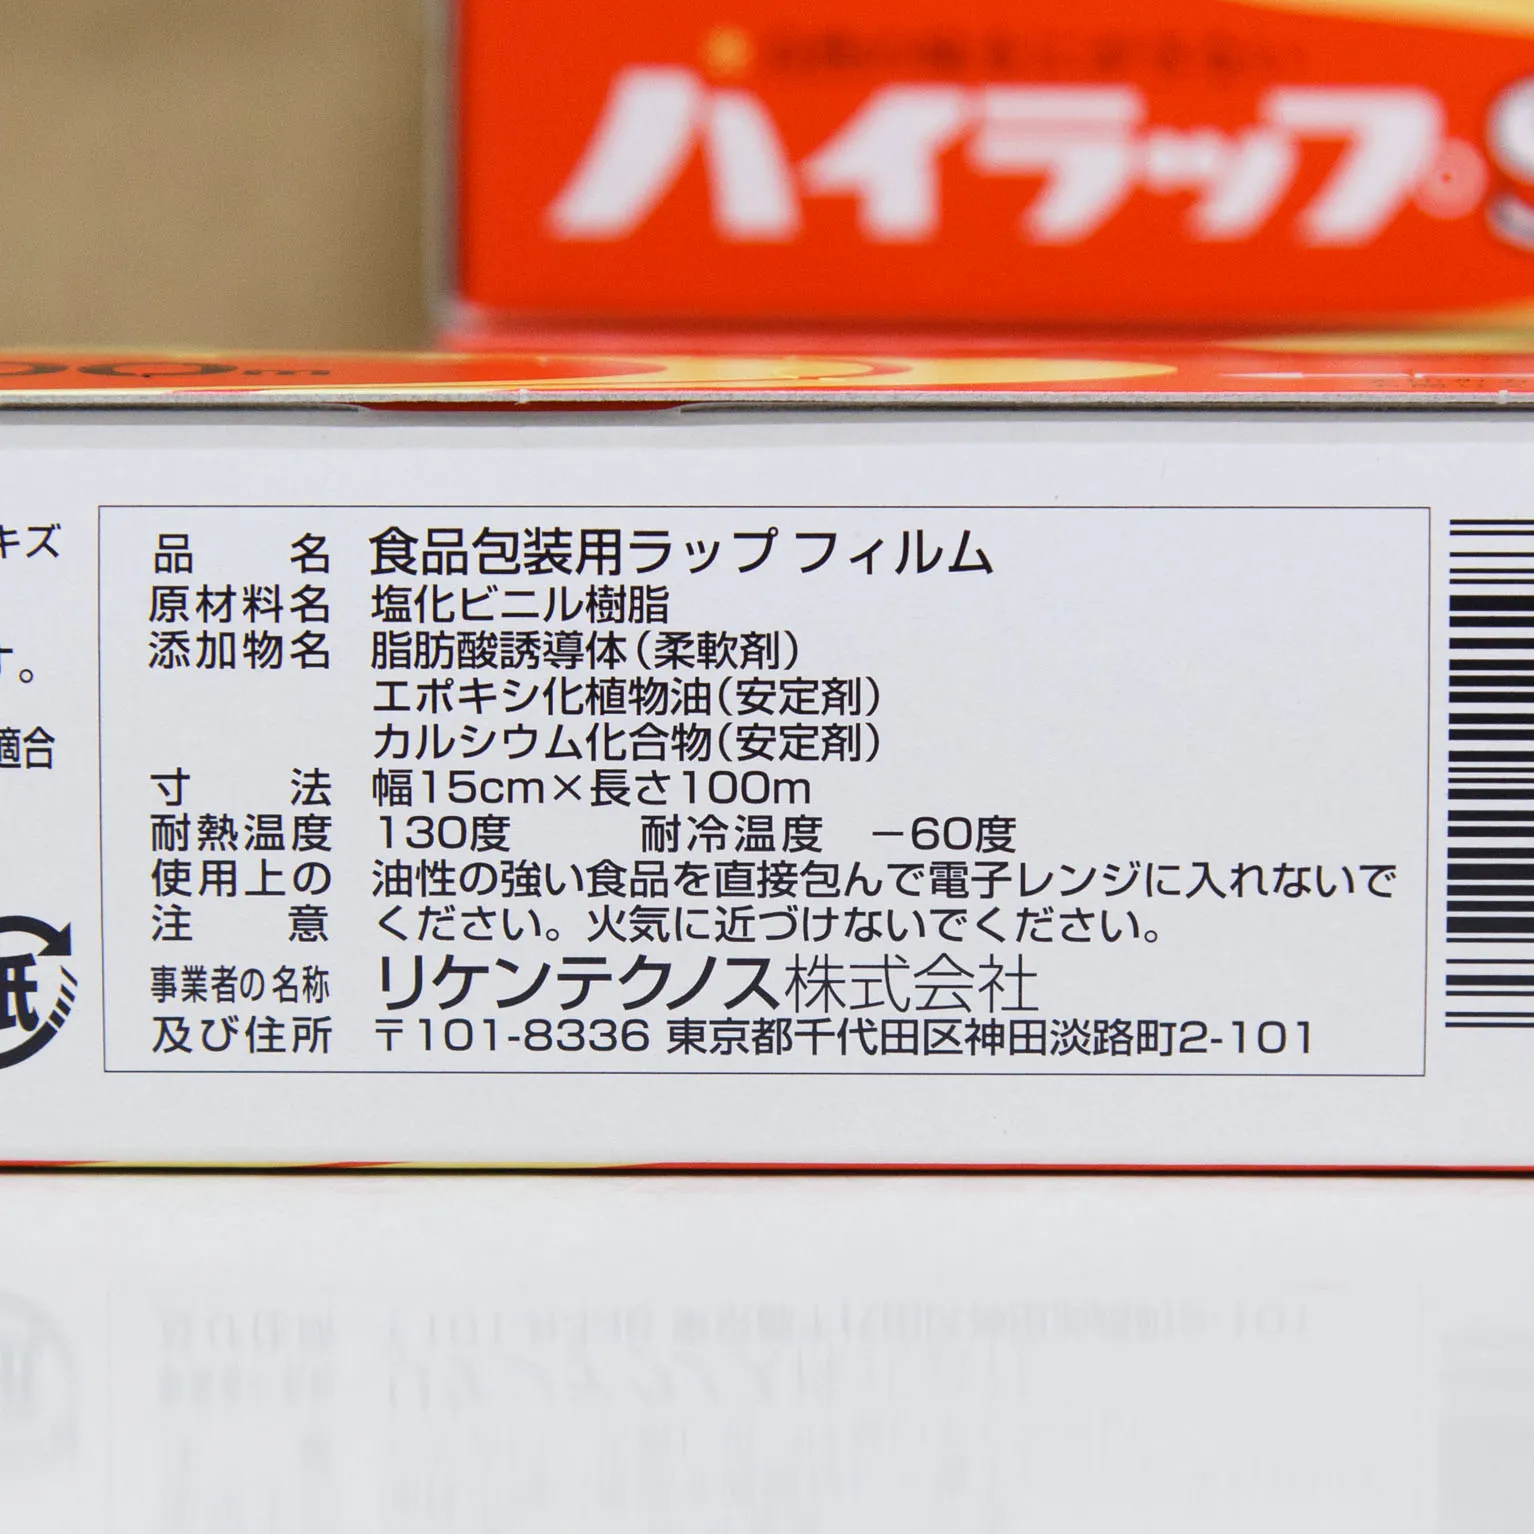 ハイラップ®S
00m
キズ
す。
適合
紙
品名 食品包装用ラップフィルム
原材料名 塩化ビニル樹脂
添加物名 脂肪酸誘導体(柔軟剤)
エポキシ化植物油(安定剤)
カルシウム化合物(安定剤)
寸法 幅15cm×長さ100m
耐熱温度 130度 耐冷温度 −60度
使用上の 油性の強い食品を直接包んで電子レンジに入れないで
注意 ください。火気に近づけないでください。
事業者の名称 リケンテクノス株式会社
及び住所 〒101-8336 東京都千代田区神田淡路町2-101